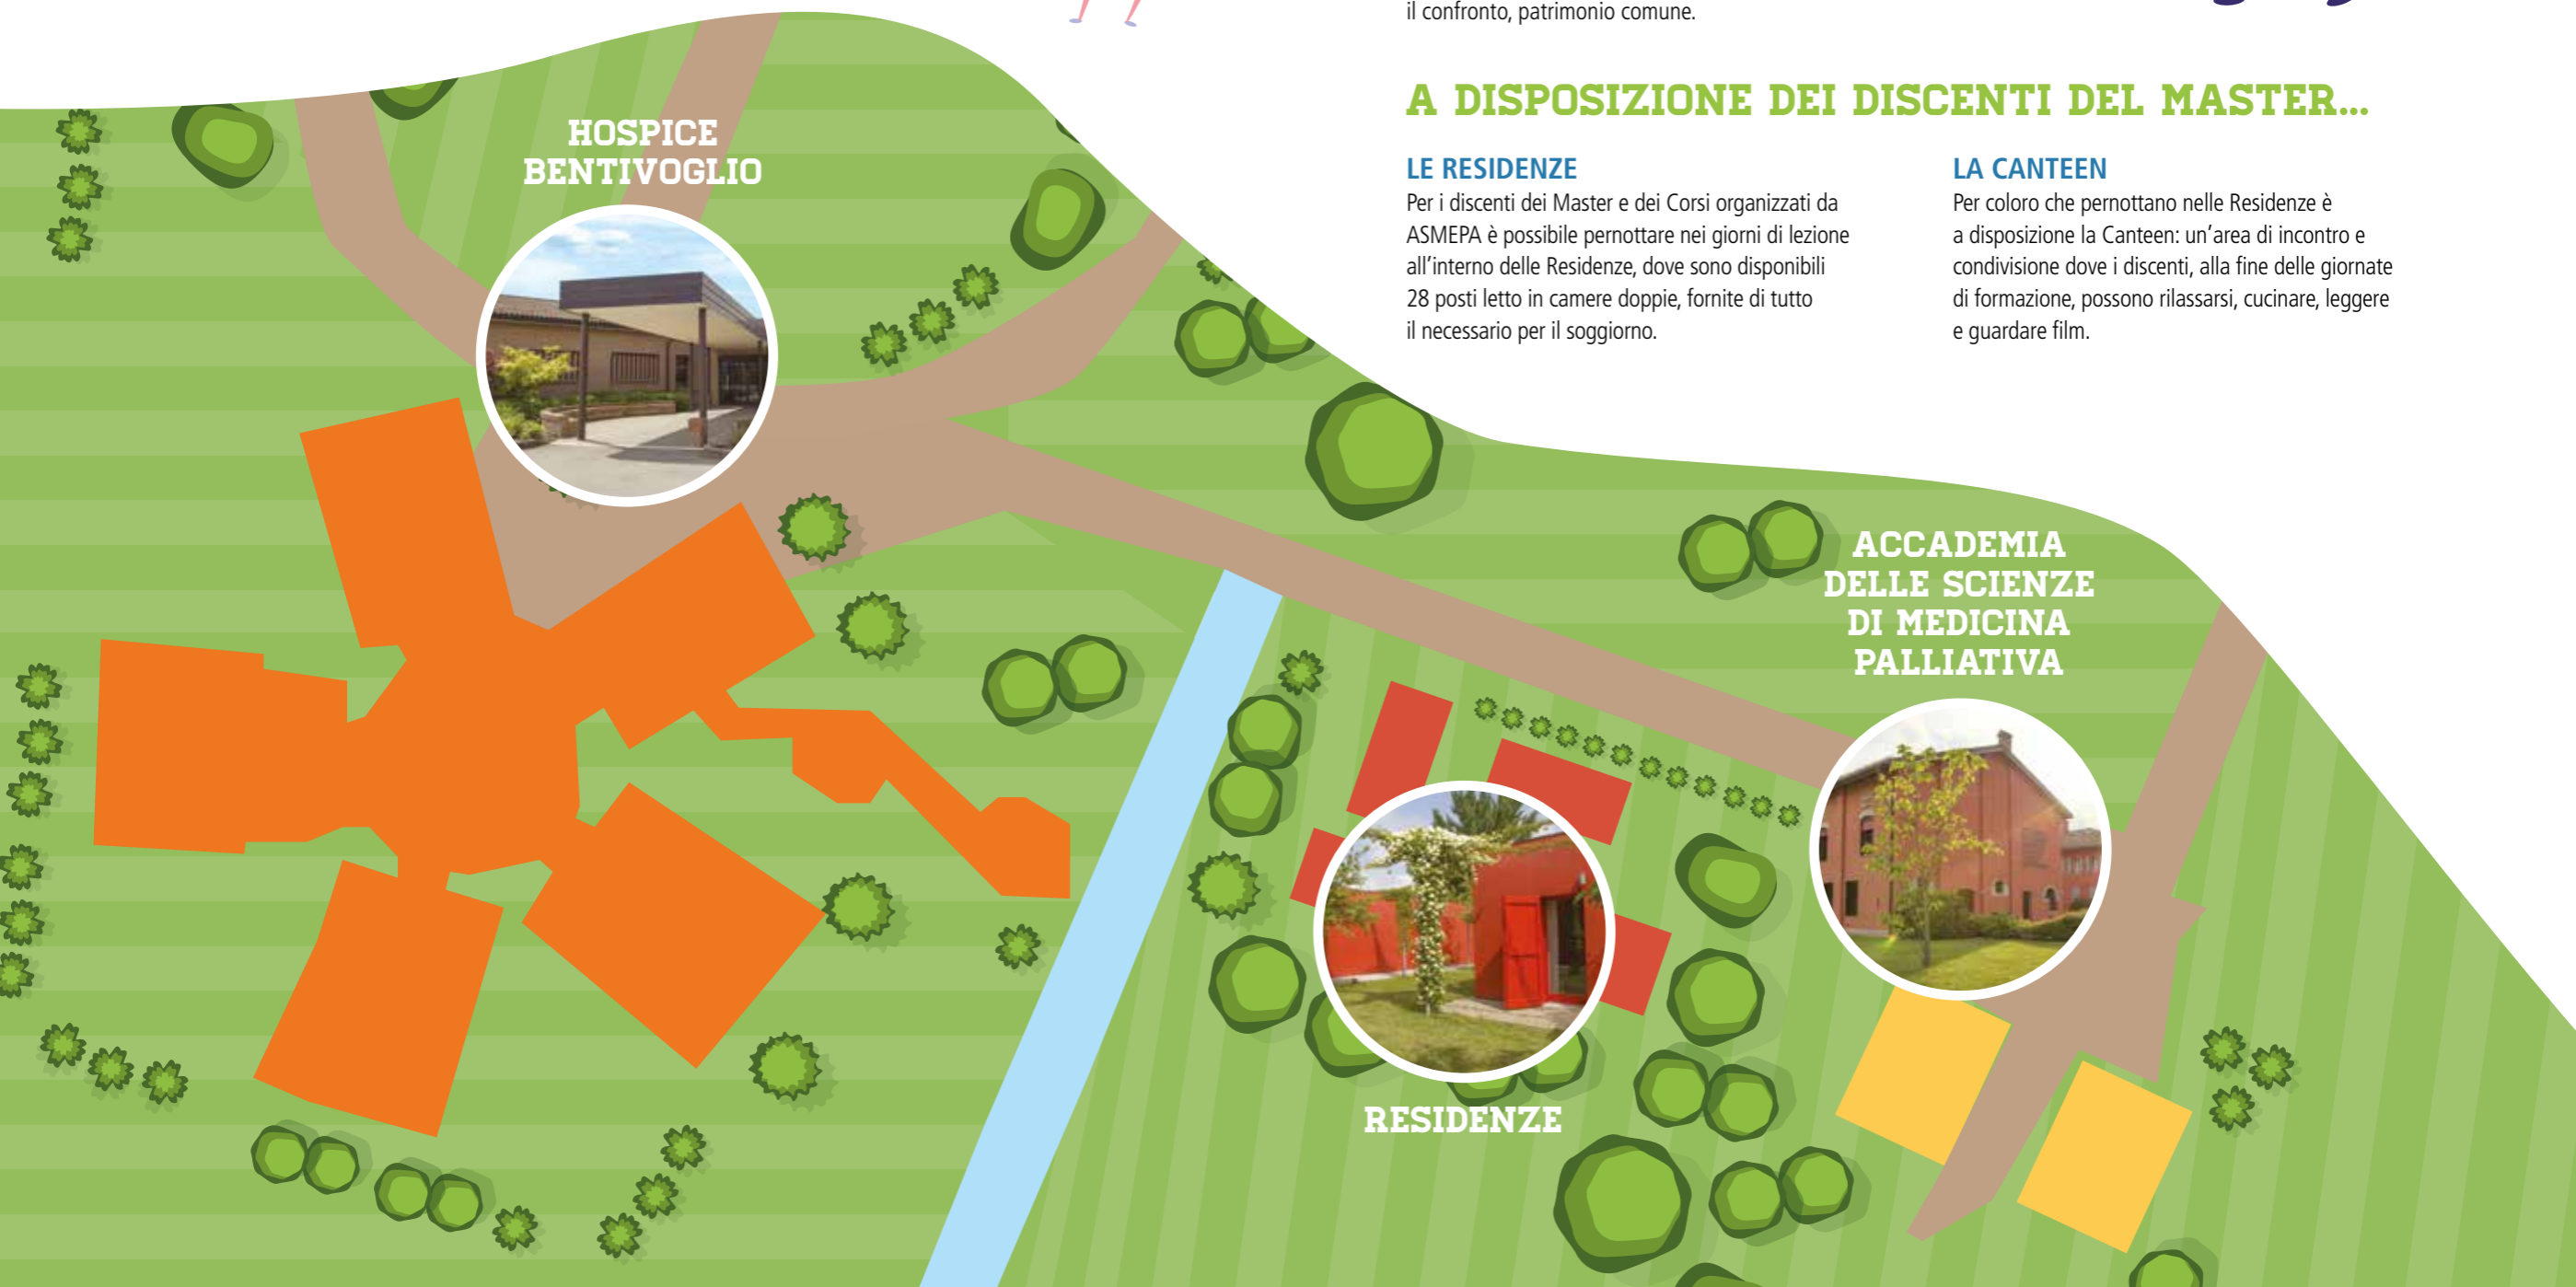 il confronto, patrimonio comune.
A DISPOSIZIONE DEI DISCENTI DEL MASTER...
LE RESIDENZE
Per i discenti dei Master e dei Corsi organizzati da
ASMEPA è possibile pernottare nei giorni di lezione
all'interno delle Residenze, dove sono disponibili
28 posti letto in camere doppie, fornite di tutto
il necessario per il soggiorno.
LA CANTEEN
Per coloro che pernottano nelle Residenze è
a disposizione la Canteen: un'area di incontro e
condivisione dove i discenti, alla fine delle giornate
di formazione, possono rilassarsi, cucinare, leggere
e guardare film.
HOSPICE
BENTIVOGLIO
ACCADEMIA
DELLE SCIENZE
DI MEDICINA
PALLIATIVA
RESIDENZE